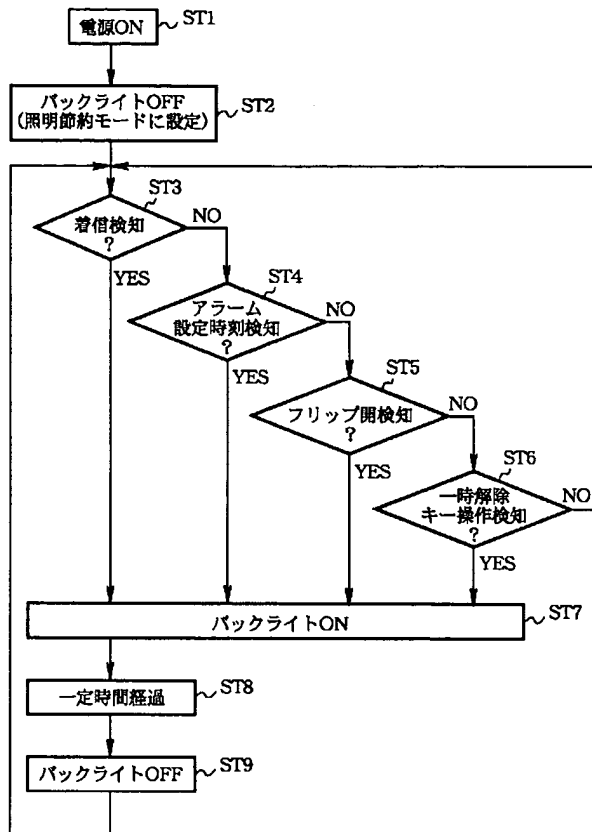 電源ON
ST1
バックライトOFF
(照明節約モードに設定)
ST2
ST3
着信検知
?
NO
YES
ST4
アラーム
設定時刻検知
?
NO
YES
ST5
フリップ開検知
?
NO
YES
ST6
一時解除
キー操作検知
?
NO
YES
バックライトON
ST7
一定時間経過
ST8
バックライトOFF
ST9